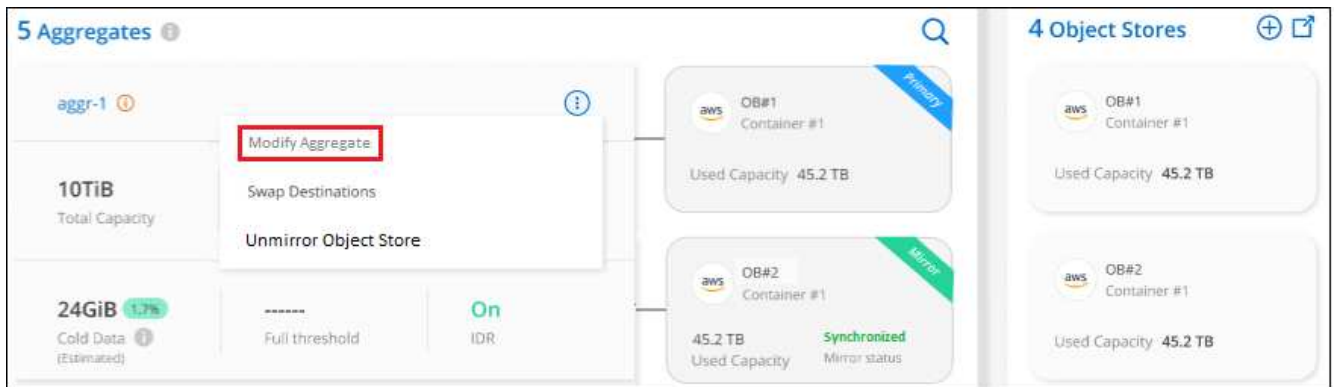 5 Aggregates
4 Object Stores
aggr-1
Modify Aggregate
Swap Destinations
Unmirror Object Store
10TiB
Total Capacity
24GiB 1.7%
Cold Data
(Estimated)
------
Full threshold
On
IDR
Primary
aws
OB#1
Container #1
Used Capacity 45.2 TB
Mirror
aws
OB#2
Container #1
45.2 TB
Used Capacity
Synchronized
Mirror status
aws
OB#1
Container #1
Used Capacity 45.2 TB
aws
OB#2
Container #1
Used Capacity 45.2 TB